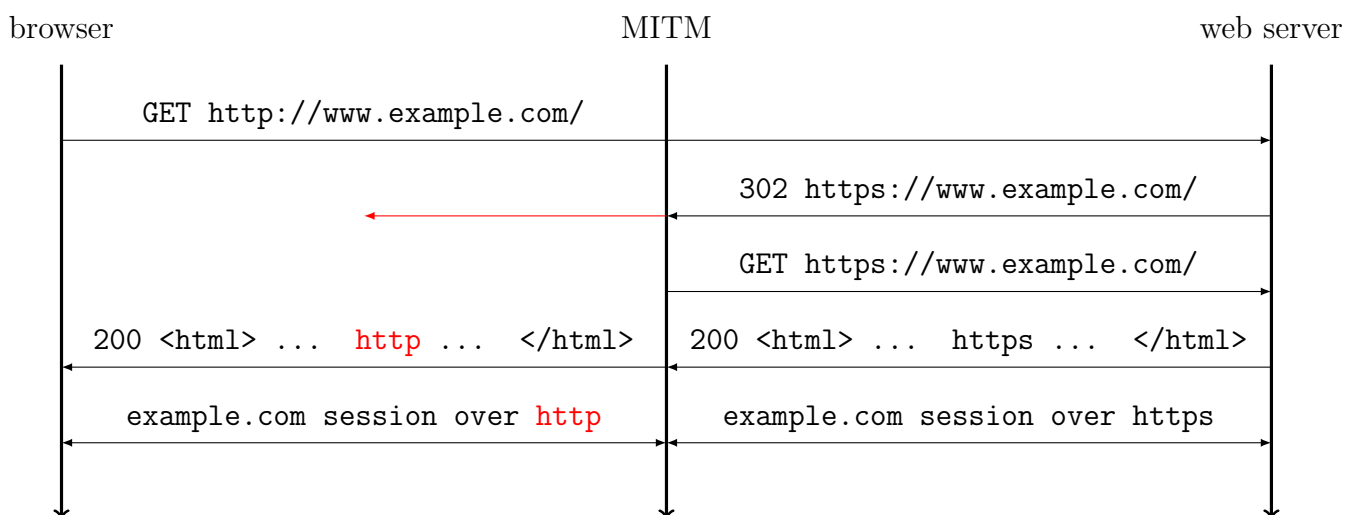 browser MITM web server
GET http://www.example.com/
302 https://www.example.com/
GET https://www.example.com/
200 <html> ... http ... </html> 200 <html> ... https ... </html>
example.com session over http example.com session over https